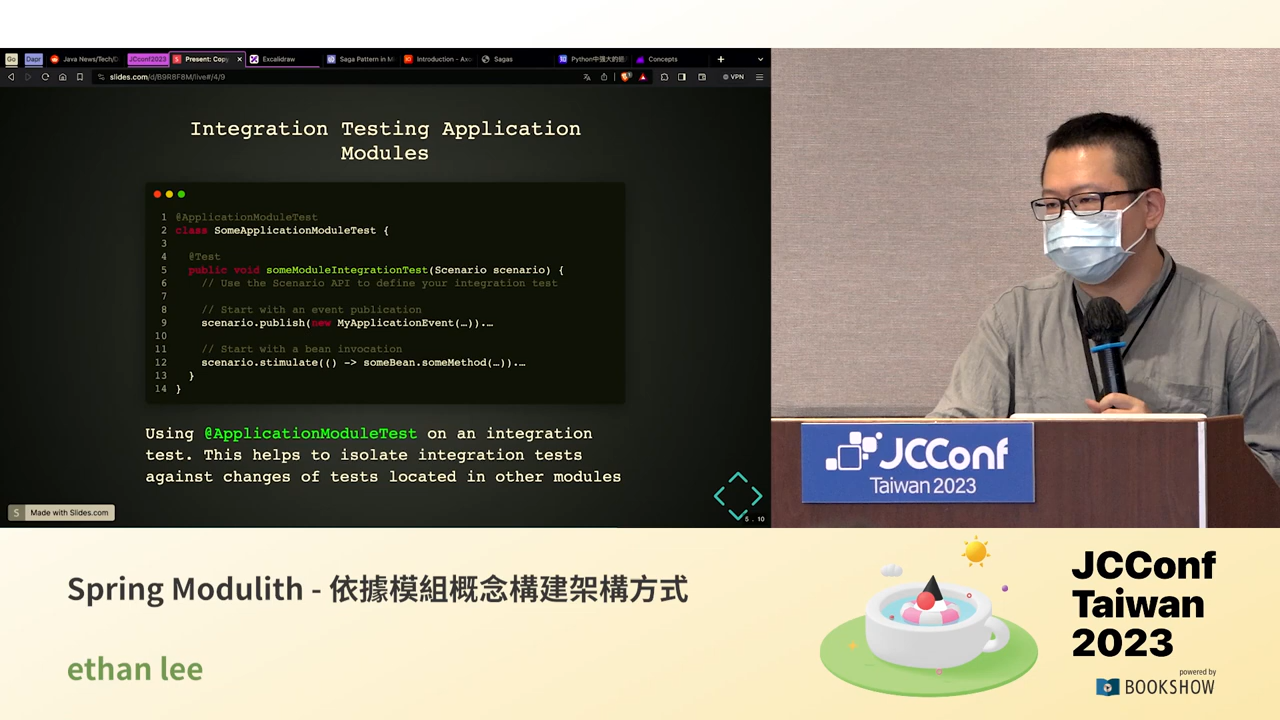 Go
Dapr
Java News/Tech/D
JCconf2023
Present: Copy
Excalidraw
Saga Pattern in M
Introduction - Axo
Sagas
Concepts
slides.com/d/B9R8F8M/live#/4/9
VPN
Integration Testing Application
Modules
1 @ApplicationModuleTest
2 class SomeApplicationModuleTest {
3
4 @Test
5 public void someModuleIntegrationTest(Scenario scenario) {
6 // Use the Scenario API to define your integration test
7
8 // Start with an event publication
9 scenario.publish(new MyApplicationEvent(…)).…
10
11 // Start with a bean invocation
12 scenario.stimulate(() -> someBean.someMethod(…)).…
13 }
14 }
Using @ApplicationModuleTest on an integration
test. This helps to isolate integration tests
against changes of tests located in other modules
S Made with Slides.com
5 . 10
JCConf
Taiwan 2023
Spring Modulith - 依據模組概念構建架構方式
ethan lee
JCConf
Taiwan
2023
powered by
BOOKSHOW